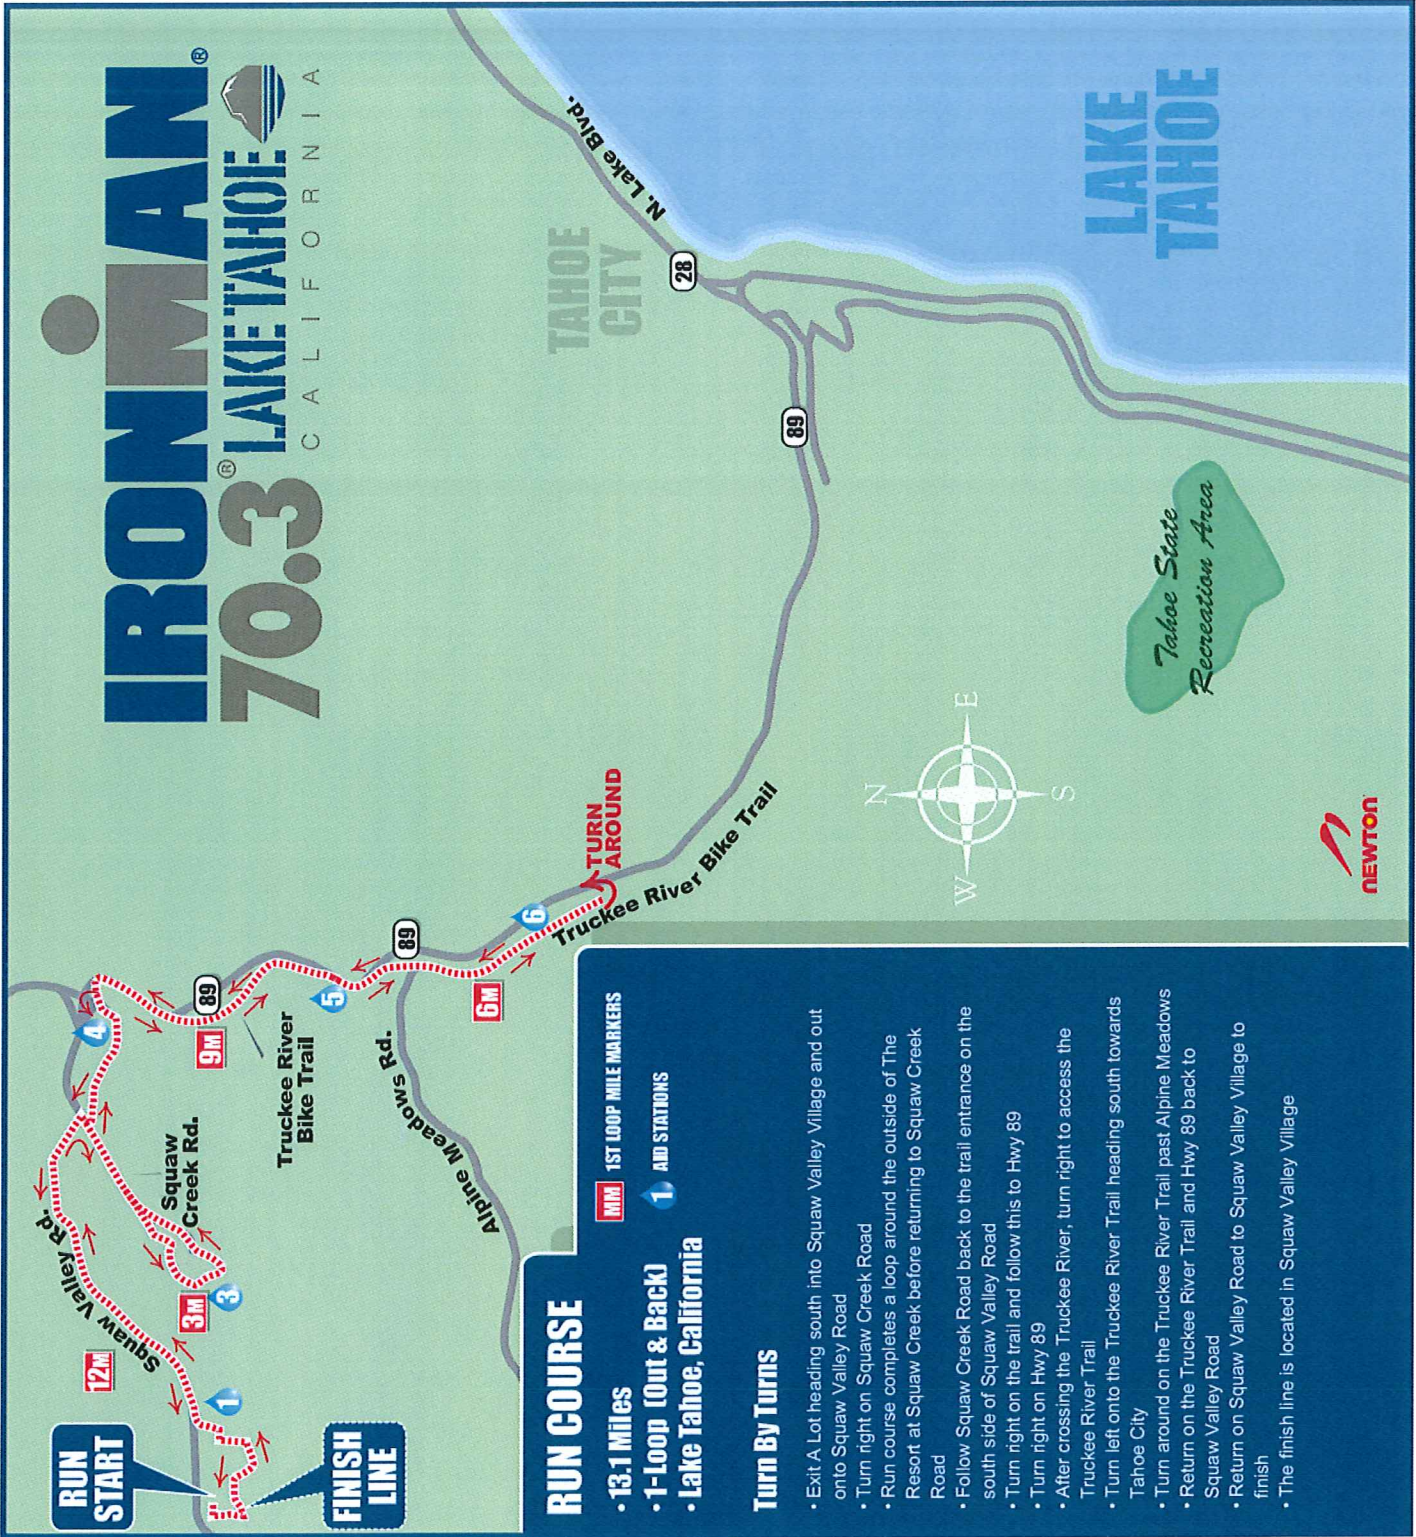 IRONMAN®
70.3® LAKE TAHOE
CALIFORNIA
RUN
START
FINISH
LINE
12M
1
Squaw Valley Rd.
3M
3
Squaw
Creek Rd.
4
9M
89
Truckee River
Bike Trail
5
89
Alpine Meadows Rd.
6M
6
TURN
AROUND
Truckee River Bike Trail
89
28
N. Lake Blvd.
TAHOE
CITY
LAKE
TAHOE
Tahoe State
Recreation Area
N
W
E
S
NEWTON
RUN COURSE
• 13.1 Miles
• 1-Loop (Out & Back)
• Lake Tahoe, California
MM 1ST LOOP MILE MARKERS
1 AID STATIONS
Turn By Turns
• Exit A Lot heading south into Squaw Valley Village and out
onto Squaw Valley Road
• Turn right on Squaw Creek Road
• Run course completes a loop around the outside of The
Resort at Squaw Creek before returning to Squaw Creek
Road
• Follow Squaw Creek Road back to the trail entrance on the
south side of Squaw Valley Road
• Turn right on the trail and follow this to Hwy 89
• Turn right on Hwy 89
• After crossing the Truckee River, turn right to access the
Truckee River Trail
• Turn left onto the Truckee River Trail heading south towards
Tahoe City
• Turn around on the Truckee River Trail past Alpine Meadows
• Return on the Truckee River Trail and Hwy 89 back to
Squaw Valley Road
• Return on Squaw Valley Road to Squaw Valley Village to
finish
• The finish line is located in Squaw Valley Village